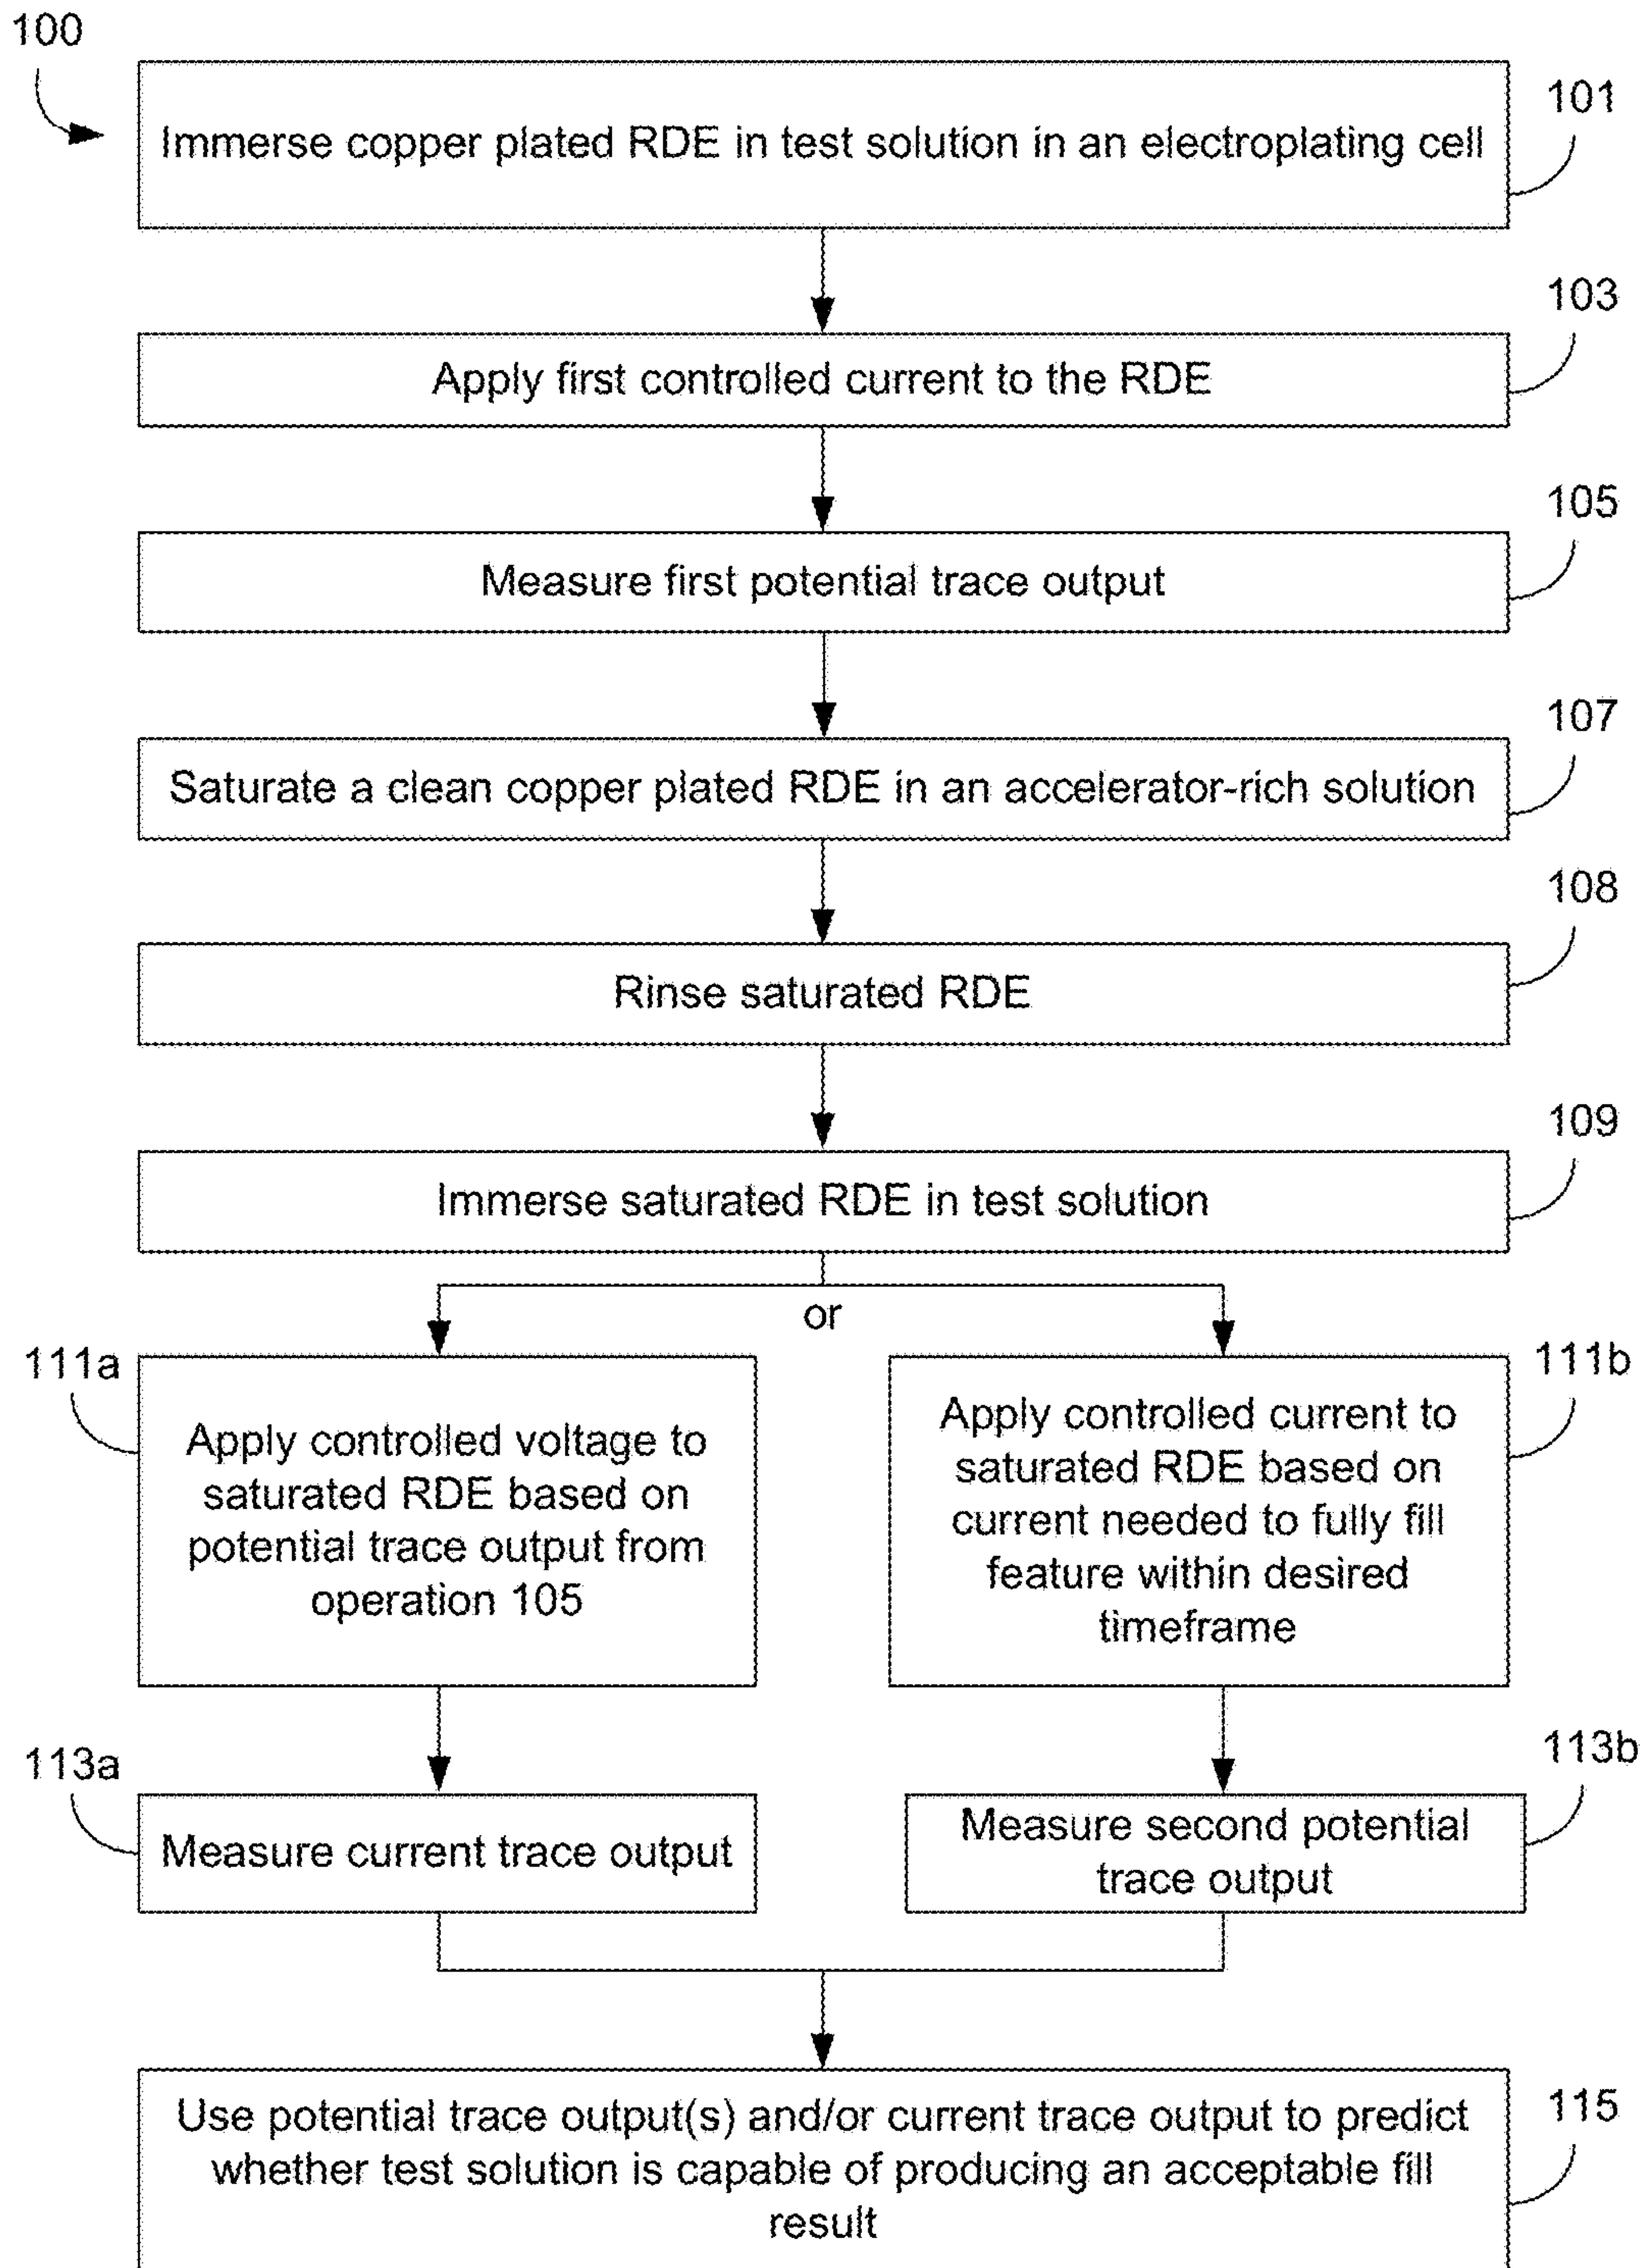 100
101
Immerse copper plated RDE in test solution in an electroplating cell
103
Apply first controlled current to the RDE
105
Measure first potential trace output
107
Saturate a clean copper plated RDE in an accelerator-rich solution
108
Rinse saturated RDE
109
Immerse saturated RDE in test solution
or
111a
Apply controlled voltage to
saturated RDE based on
potential trace output from
operation 105
111b
Apply controlled current to
saturated RDE based on
current needed to fully fill
feature within desired
timeframe
113a
Measure current trace output
113b
Measure second potential
trace output
115
Use potential trace output(s) and/or current trace output to predict
whether test solution is capable of producing an acceptable fill
result